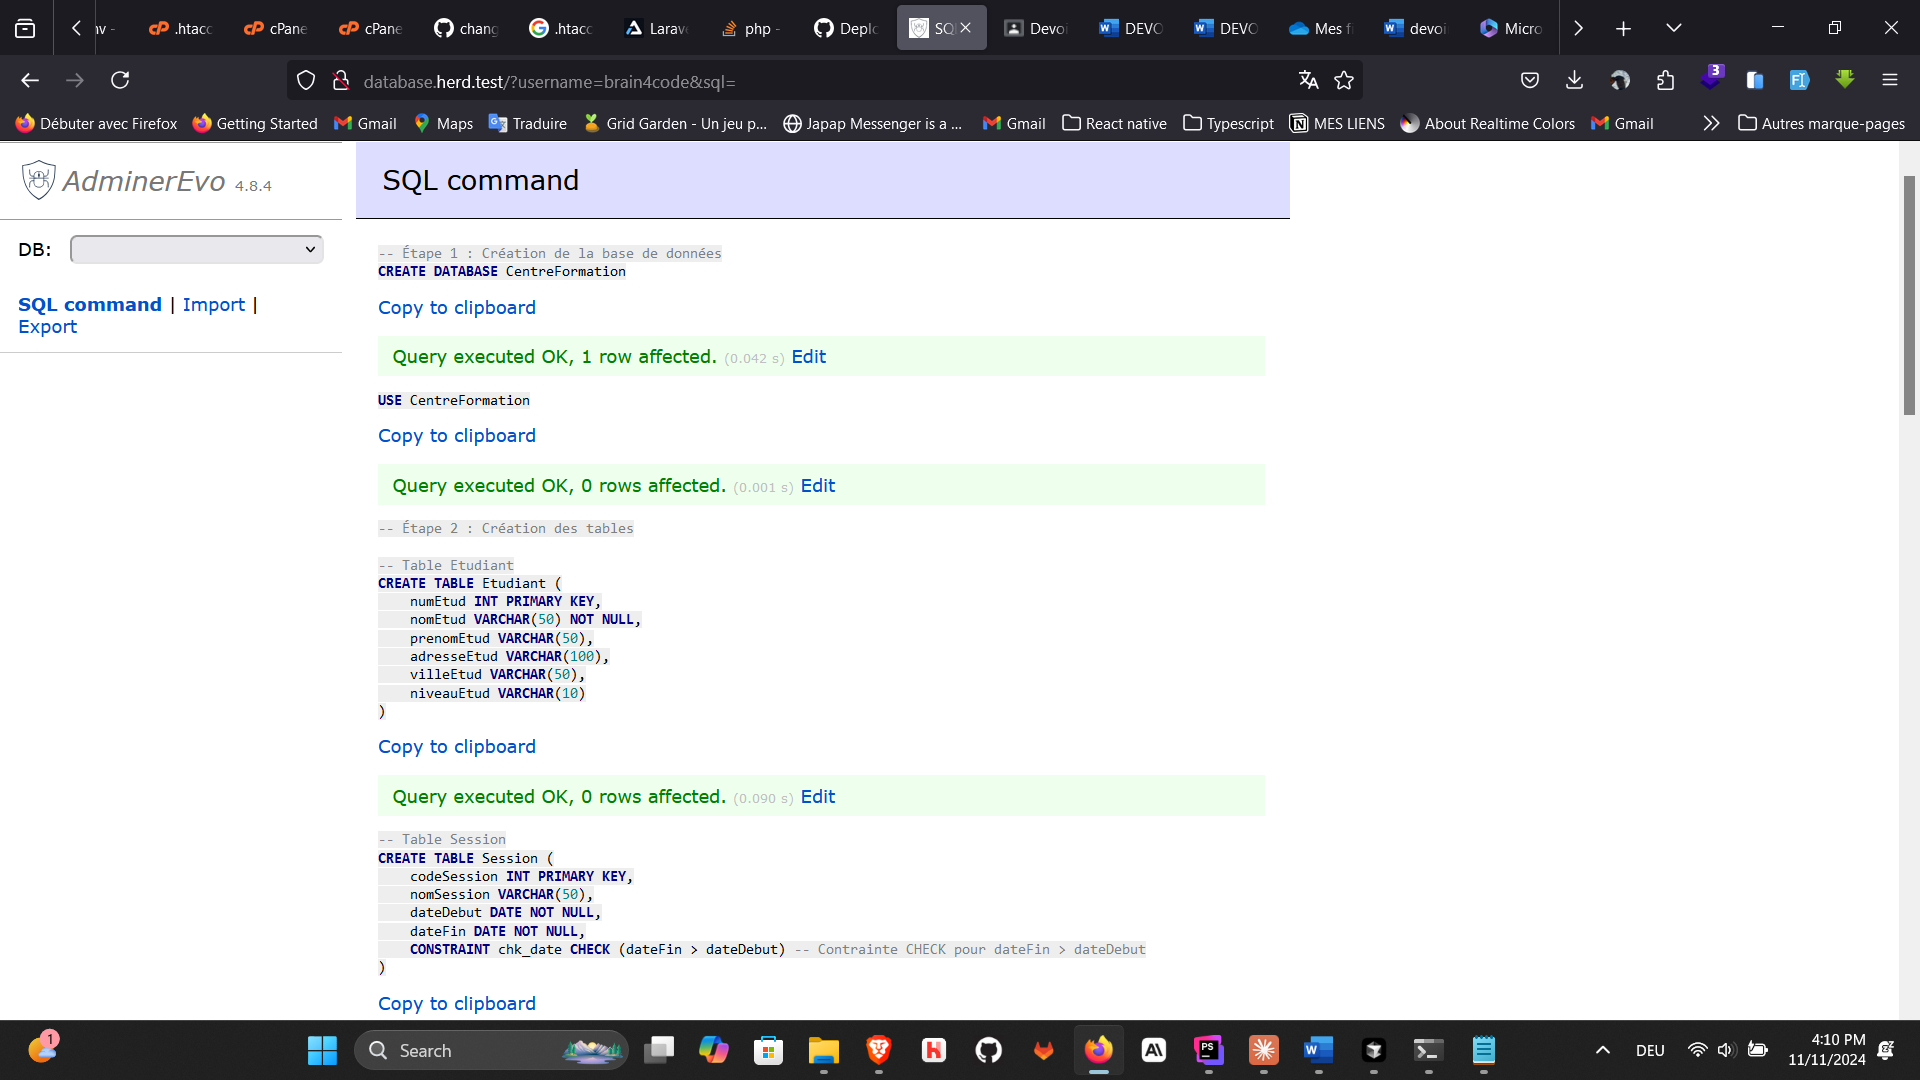 nv -
.htacc
cPane
cPane
chang
.htacc
Larave
php -
Deplo
SQ
Devoi
DEVO
DEVO
Mes fi
devoi
Micro
database.herd.test/?username=brain4code&sql=
3
Débuter avec Firefox
Getting Started
Gmail
Maps
Traduire
Grid Garden - Un jeu p...
Japap Messenger is a ...
Gmail
React native
Typescript
MES LIENS
About Realtime Colors
Gmail
Autres marque-pages
AdminerEvo 4.8.4
DB:
SQL command | Import |
Export
SQL command
-- Étape 1 : Création de la base de données
CREATE DATABASE CentreFormation
Copy to clipboard
Query executed OK, 1 row affected. (0.042 s) Edit
USE CentreFormation
Copy to clipboard
Query executed OK, 0 rows affected. (0.001 s) Edit
-- Étape 2 : Création des tables
-- Table Etudiant
CREATE TABLE Etudiant (
numEtud INT PRIMARY KEY,
nomEtud VARCHAR(50) NOT NULL,
prenomEtud VARCHAR(50),
adresseEtud VARCHAR(100),
villeEtud VARCHAR(50),
niveauEtud VARCHAR(10)
)
Copy to clipboard
Query executed OK, 0 rows affected. (0.090 s) Edit
-- Table Session
CREATE TABLE Session (
codeSession INT PRIMARY KEY,
nomSession VARCHAR(50),
dateDebut DATE NOT NULL,
dateFin DATE NOT NULL,
CONSTRAINT chk_date CHECK (dateFin > dateDebut) -- Contrainte CHECK pour dateFin > dateDebut
)
Copy to clipboard
1
Search
DEU
4:10 PM
11/11/2024